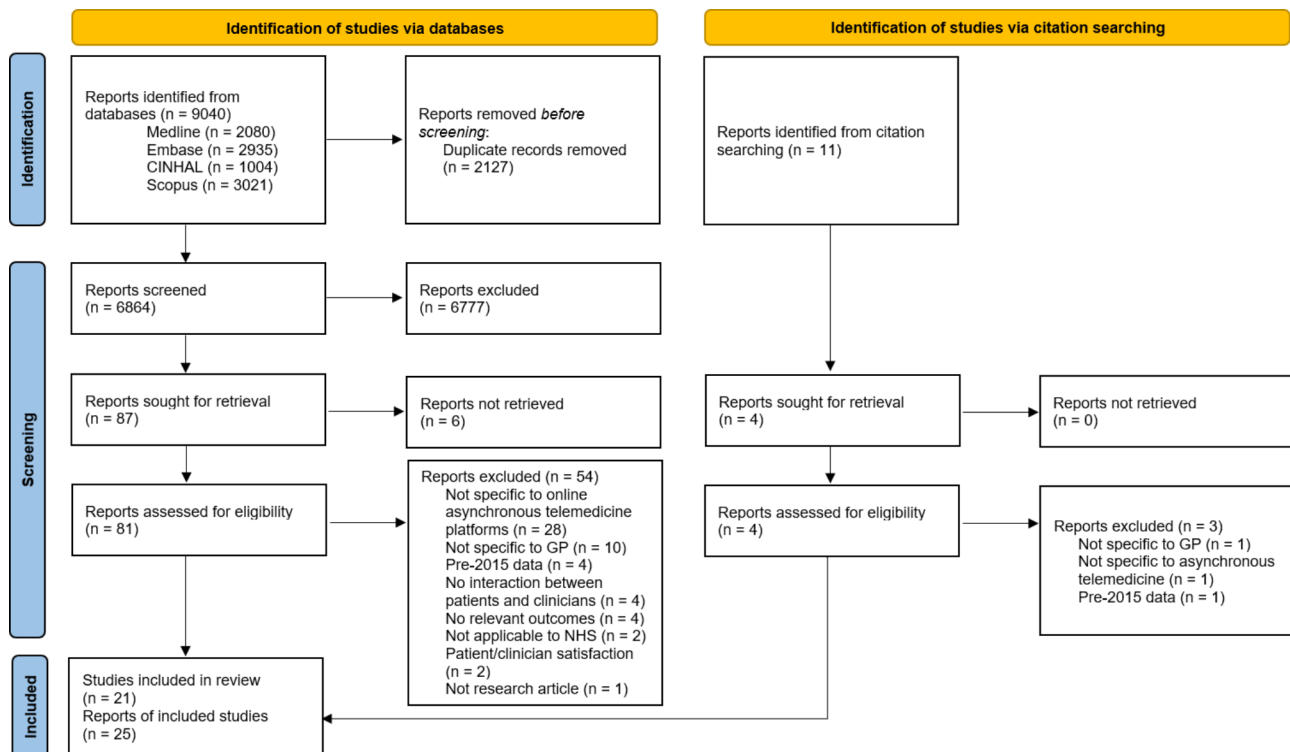 Identification of studies via databases
Identification of studies via citation searching
Identification
Reports identified from
databases (n = 9040)
Medline (n = 2080)
Embase (n = 2935)
CINHAL (n = 1004)
Scopus (n = 3021)
Reports removed before
screening:
Duplicate records removed
(n = 2127)
Reports identified from citation
searching (n = 11)
Screening
Reports screened
(n = 6864)
Reports excluded
(n = 6777)
Reports sought for retrieval
(n = 87)
Reports not retrieved
(n = 6)
Reports sought for retrieval
(n = 4)
Reports not retrieved
(n = 0)
Reports assessed for eligibility
(n = 81)
Reports excluded (n = 54)
Not specific to online
asynchronous telemedicine
platforms (n = 28)
Not specific to GP (n = 10)
Pre-2015 data (n = 4)
No interaction between
patients and clinicians (n = 4)
No relevant outcomes (n = 4)
Not applicable to NHS (n = 2)
Patient/clinician satisfaction
(n = 2)
Not research article (n = 1)
Reports assessed for eligibility
(n = 4)
Reports excluded (n = 3)
Not specific to GP (n = 1)
Not specific to asynchronous
telemedicine (n = 1)
Pre-2015 data (n = 1)
Included
Studies included in review
(n = 21)
Reports of included studies
(n = 25)